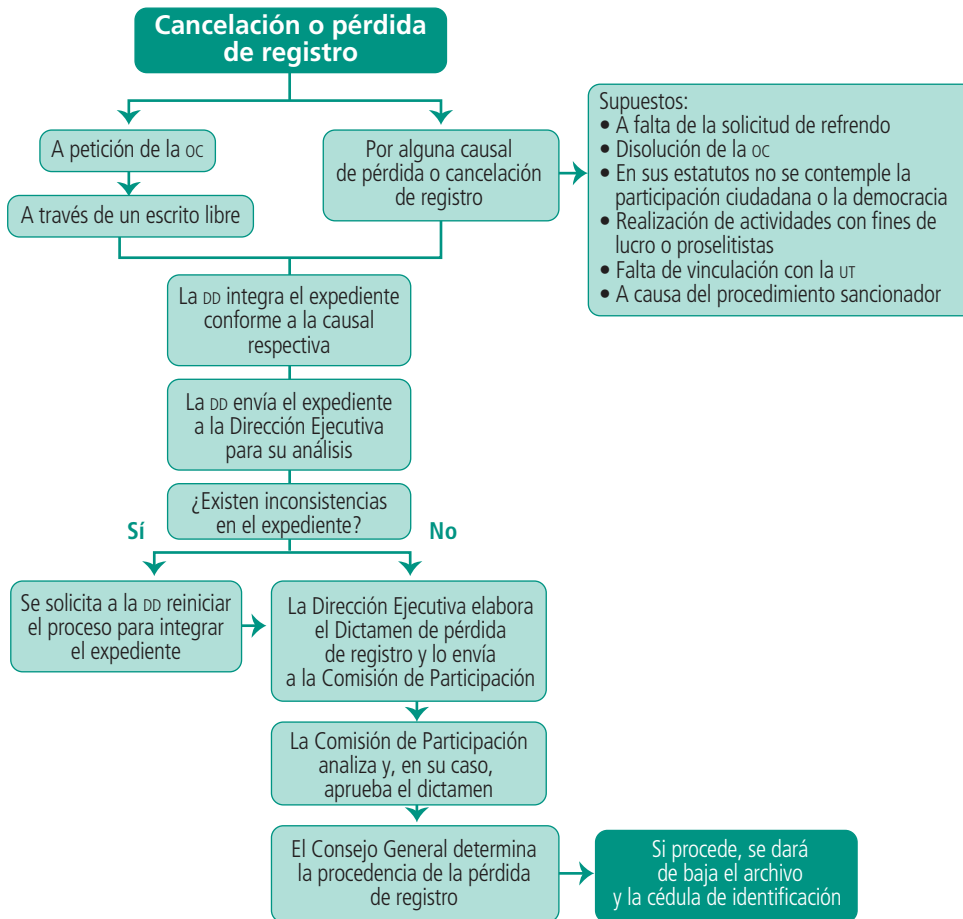 Cancelación o pérdida
de registro
A petición de la OC
A través de un escrito libre
Por alguna causal
de pérdida o cancelación
de registro
Supuestos:
• A falta de la solicitud de refrendo
• Disolución de la OC
• En sus estatutos no se contemple la
participación ciudadana o la democracia
• Realización de actividades con fines de
lucro o proselitistas
• Falta de vinculación con la UT
• A causa del procedimiento sancionador
La DD integra el expediente
conforme a la causal
respectiva
La DD envía el expediente
a la Dirección Ejecutiva
para su análisis
¿Existen inconsistencias
en el expediente?
Sí
No
Se solicita a la DD reiniciar
el proceso para integrar
el expediente
La Dirección Ejecutiva elabora
el Dictamen de pérdida
de registro y lo envía
a la Comisión de Participación
La Comisión de Participación
analiza y, en su caso,
aprueba el dictamen
El Consejo General determina
la procedencia de la pérdida
de registro
Si procede, se dará
de baja el archivo
y la cédula de identificación